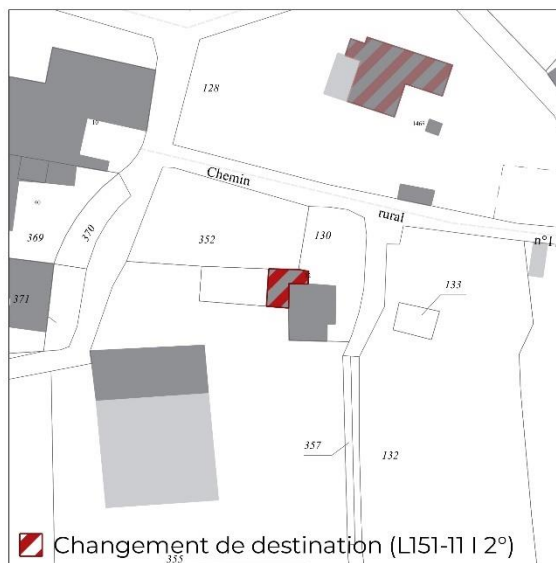 128
Chemin
rural
n°1
352
130
369
370
371
133
357
132
Changement de destination (L151-11 I 2°)
355